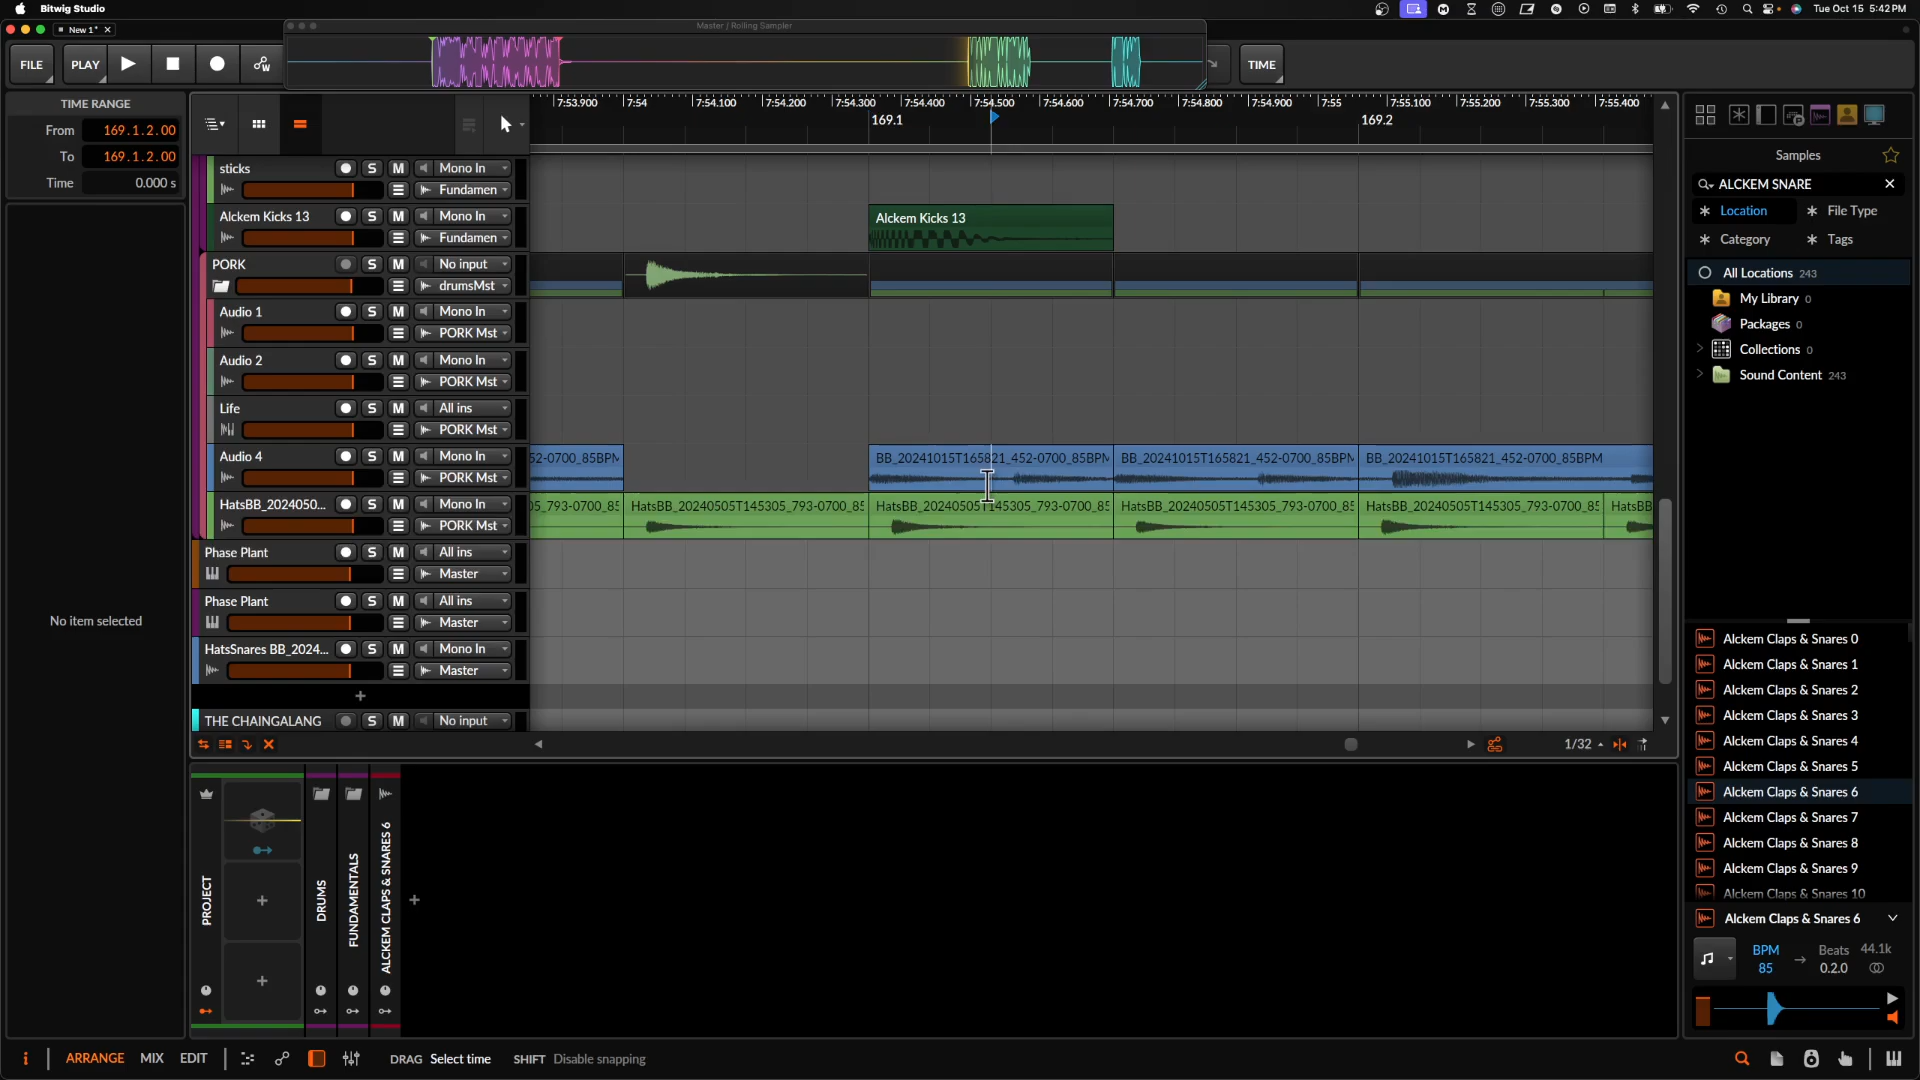 Bitwig Studio
Tue Oct 15 5:42 PM
New 1*
Master / Rolling Sampler
FILE
PLAY
TIME
TIME RANGE
From 169.1.2.00
To 169.1.2.00
Time 0.000 s
No item selected
7:53.900 7:54 7:54.100 7:54.200 7:54.300 7:54.400 7:54.500 7:54.600 7:54.700 7:54.800 7:54.900 7:55 7:55.100 7:55.200 7:55.300 7:55.400
169.1 169.2
sticks S M Mono In
Fundamen
Alckem Kicks 13 S M Mono In
Fundamen
Alckem Kicks 13
PORK S M No input
drumsMst
Audio 1 S M Mono In
PORK Mst
Audio 2 S M Mono In
PORK Mst
Life S M All ins
PORK Mst
Audio 4 S M Mono In
PORK Mst
52-0700_85BPM BB_20241015T165821_452-0700_85BPM BB_20241015T165821_452-0700_85BPM BB_20241015T165821_452-0700_85BPM
HatsBB_2024050... S M Mono In
PORK Mst
05_793-0700_85 HatsBB_20240505T145305_793-0700_85 HatsBB_20240505T145305_793-0700_85 HatsBB_20240505T145305_793-0700_85 HatsBB_20240505T145305_793-0700_85 HatsBB
Phase Plant S M All ins
Master
Phase Plant S M All ins
Master
HatsSnares BB_2024... S M Mono In
Master
+
THE CHAINGALANG S M No input
1/32
PROJECT
DRUMS
FUNDAMENTALS
ALCKEM CLAPS & SNARES 6
+
+
+
Samples
ALCKEM SNARE
Location
File Type
Category
Tags
All Locations 243
My Library 0
Packages 0
Collections 0
Sound Content 243
Alckem Claps & Snares 0
Alckem Claps & Snares 1
Alckem Claps & Snares 2
Alckem Claps & Snares 3
Alckem Claps & Snares 4
Alckem Claps & Snares 5
Alckem Claps & Snares 6
Alckem Claps & Snares 7
Alckem Claps & Snares 8
Alckem Claps & Snares 9
Alckem Claps & Snares 10
Alckem Claps & Snares 6
BPM → Beats 44.1k
85 0.2.0
i ARRANGE MIX EDIT
DRAG Select time SHIFT Disable snapping